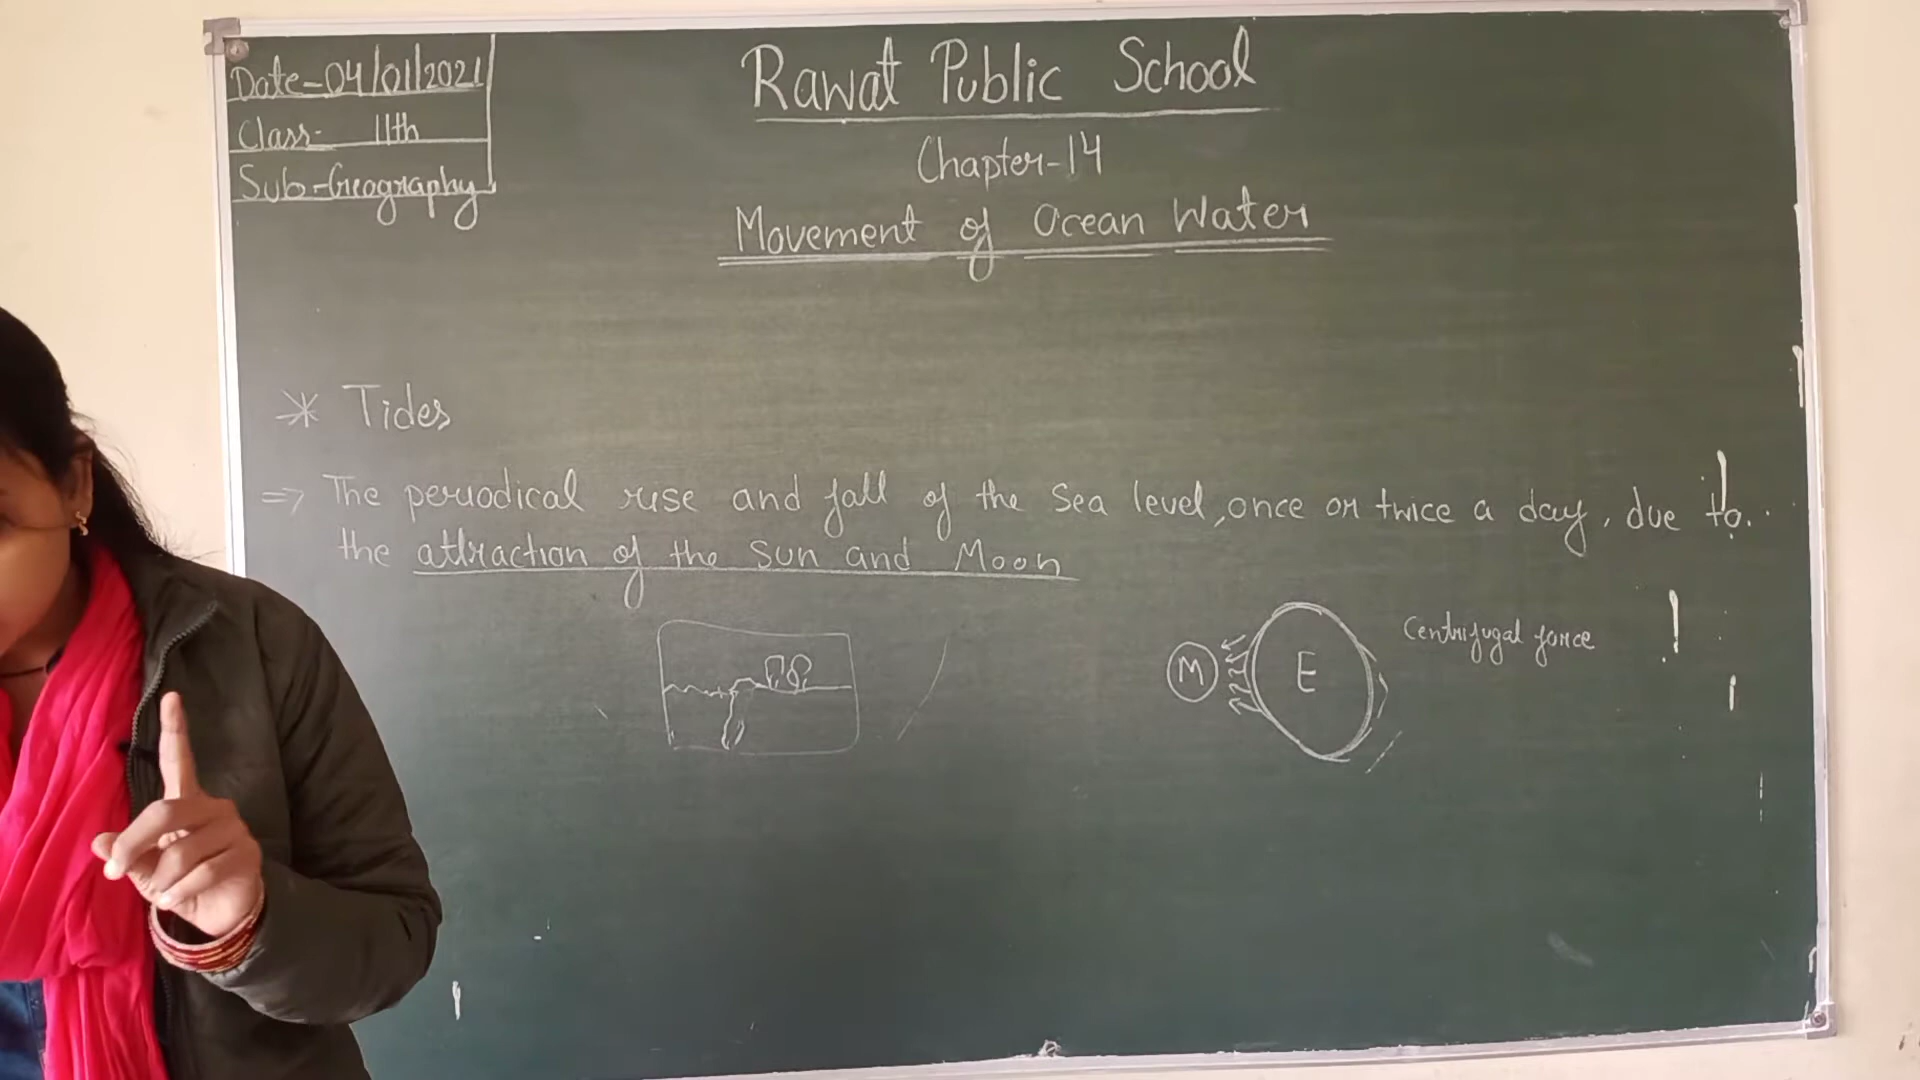 Date-04/01/2021
Class- 11th
Sub-Geography
Rawat Public School
Chapter-14
Movement of Ocean Water
* Tides
=> The periodical rise and fall of the Sea level, once or twice a day, due to
the attraction of the Sun and Moon
M
E
Centrifugal force